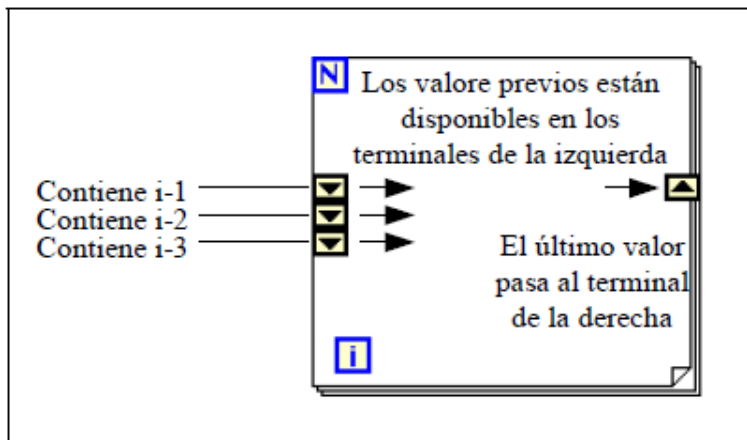 N
Los valore previos están
disponibles en los
terminales de la izquierda
Contiene i-1
Contiene i-2
Contiene i-3
El último valor
pasa al terminal
de la derecha
i